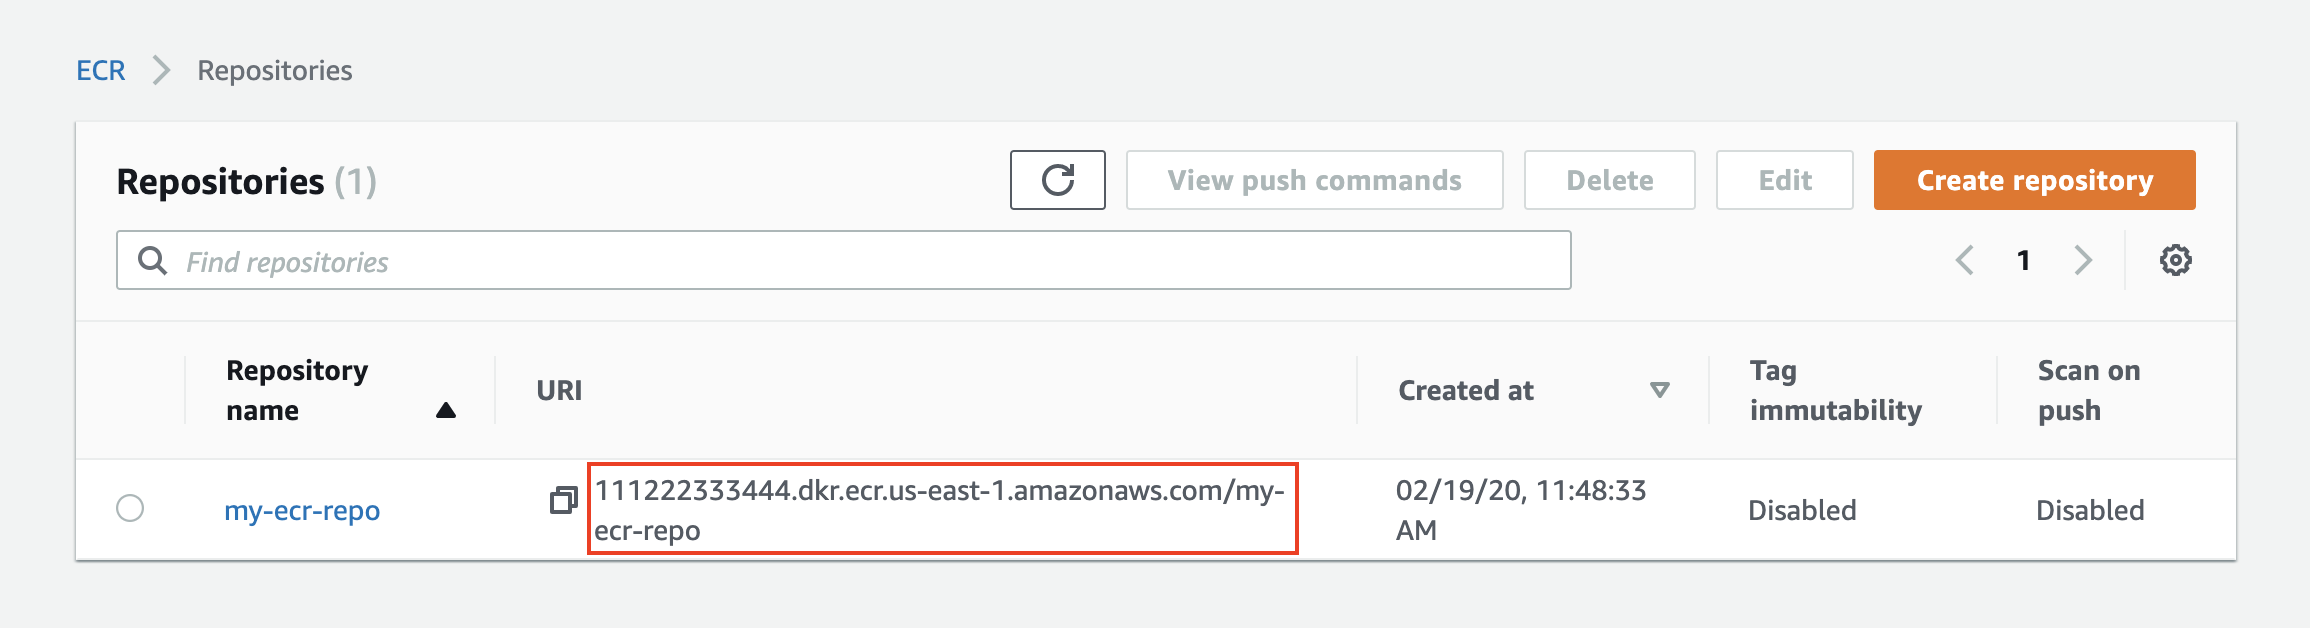 ECR > Repositories
Repositories (1)
View push commands
Delete
Edit
Create repository
Find repositories
1
Repository
name
URI
Created at
Tag
immutability
Scan on
push
my-ecr-repo
111222333444.dkr.ecr.us-east-1.amazonaws.com/my-
ecr-repo
02/19/20, 11:48:33
AM
Disabled
Disabled